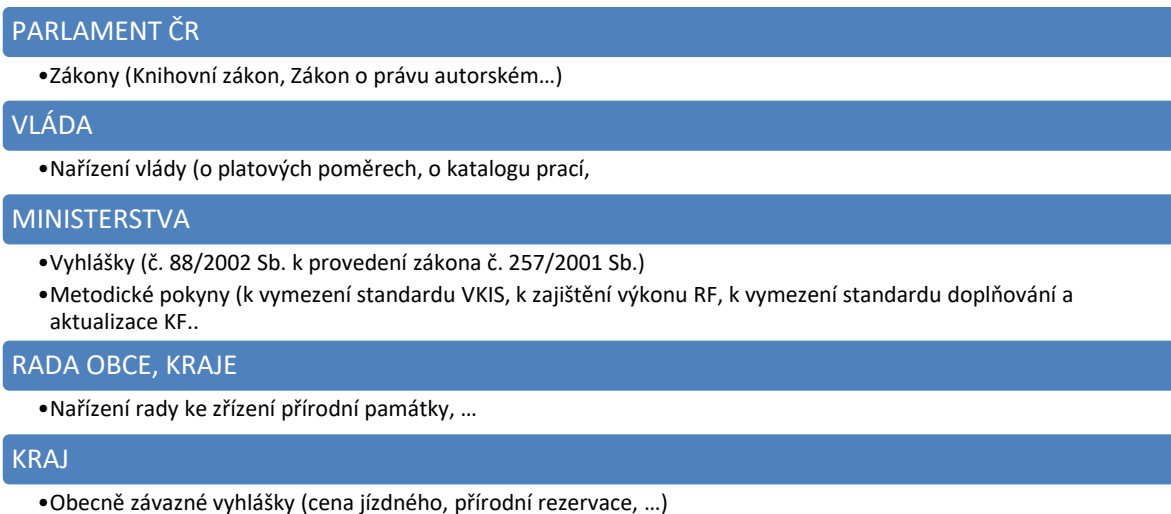 PARLAMENT ČR
•Zákony (Knihovní zákon, Zákon o právu autorském…)
VLÁDA
•Nařízení vlády (o platových poměrech, o katalogu prací,
MINISTERSTVA
•Vyhlášky (č. 88/2002 Sb. k provedení zákona č. 257/2001 Sb.)
•Metodické pokyny (k vymezení standardu VKIS, k zajištění výkonu RF, k vymezení standardu doplňování a
aktualizace KF..
RADA OBCE, KRAJE
•Nařízení rady ke zřízení přírodní památky, …
KRAJ
•Obecně závazné vyhlášky (cena jízdného, přírodní rezervace, …)